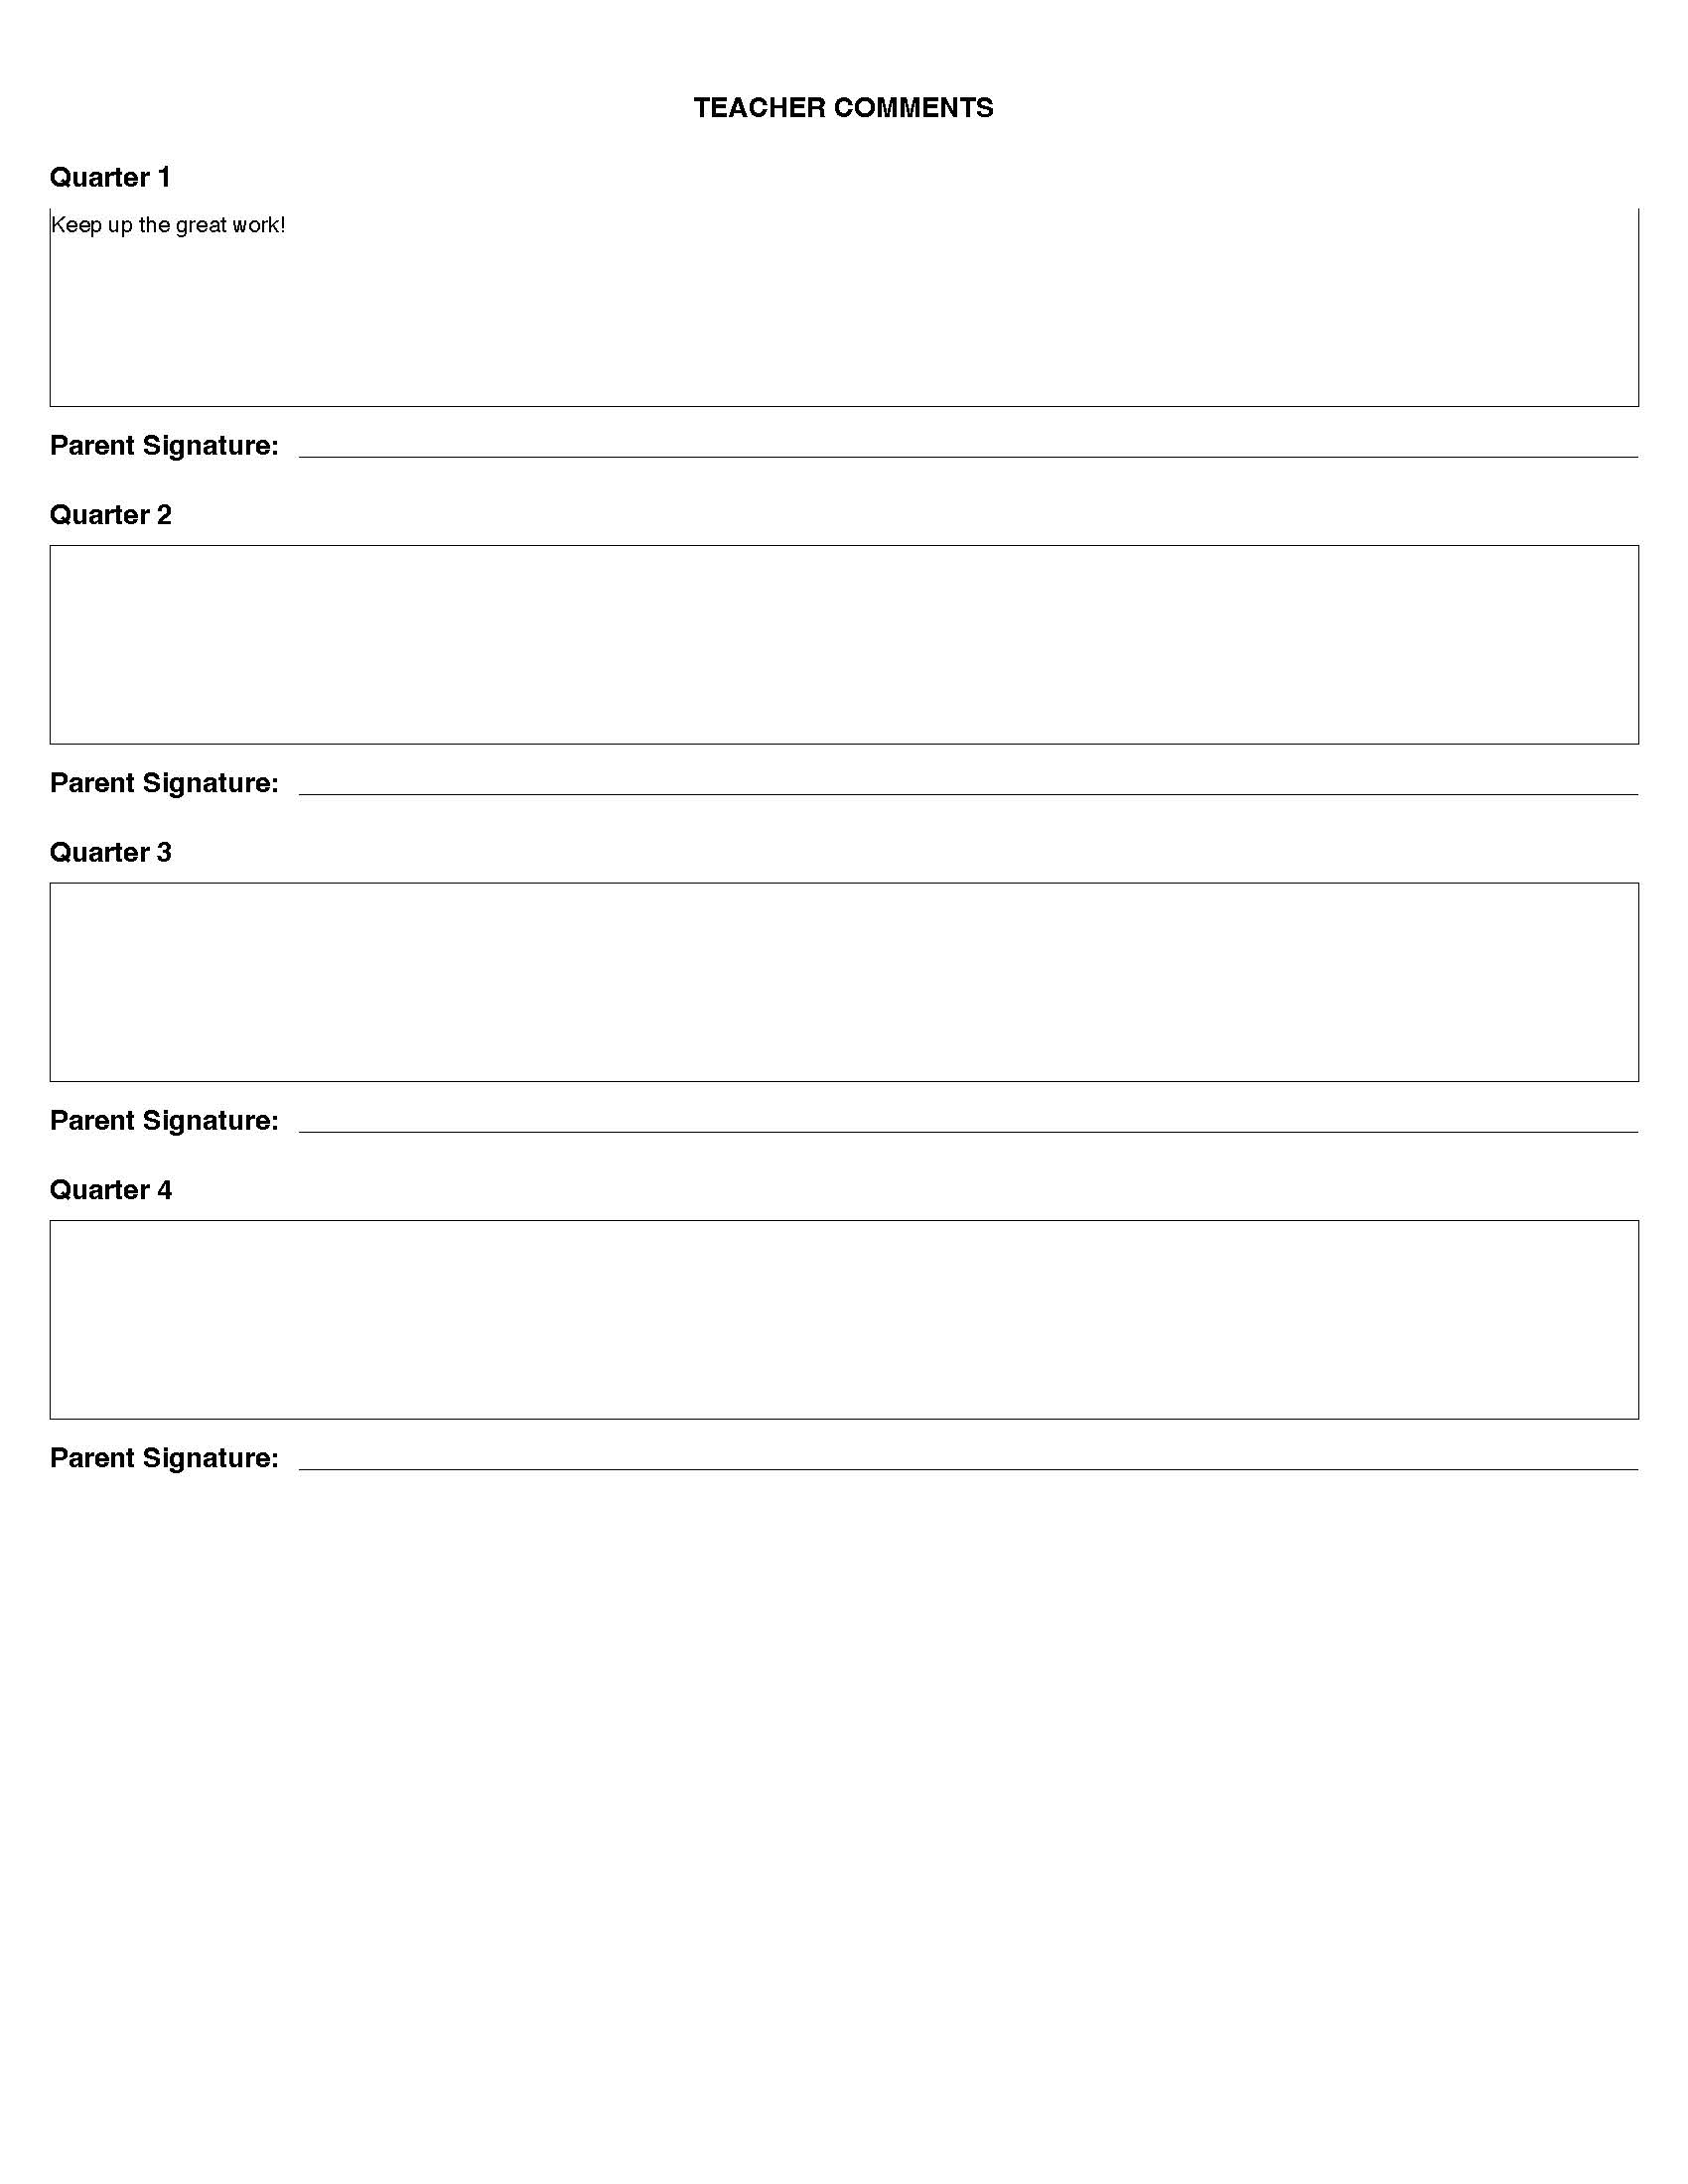 TEACHER COMMENTS
Quarter 1
Keep up the great work!
Parent Signature:
Quarter 2
Parent Signature:
Quarter 3
Parent Signature:
Quarter 4
Parent Signature: